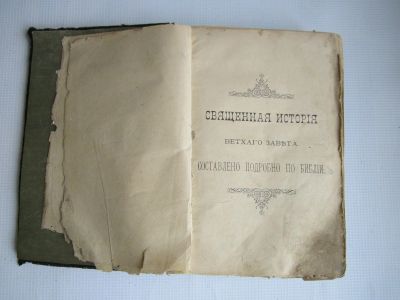 СВЯЩЕННАЯ ИСТОРІЯ
ВЕТХАГО ЗАВѢТА
СОСТАВЛЕНО ПОДРОБНО ПО БИБЛІИ.